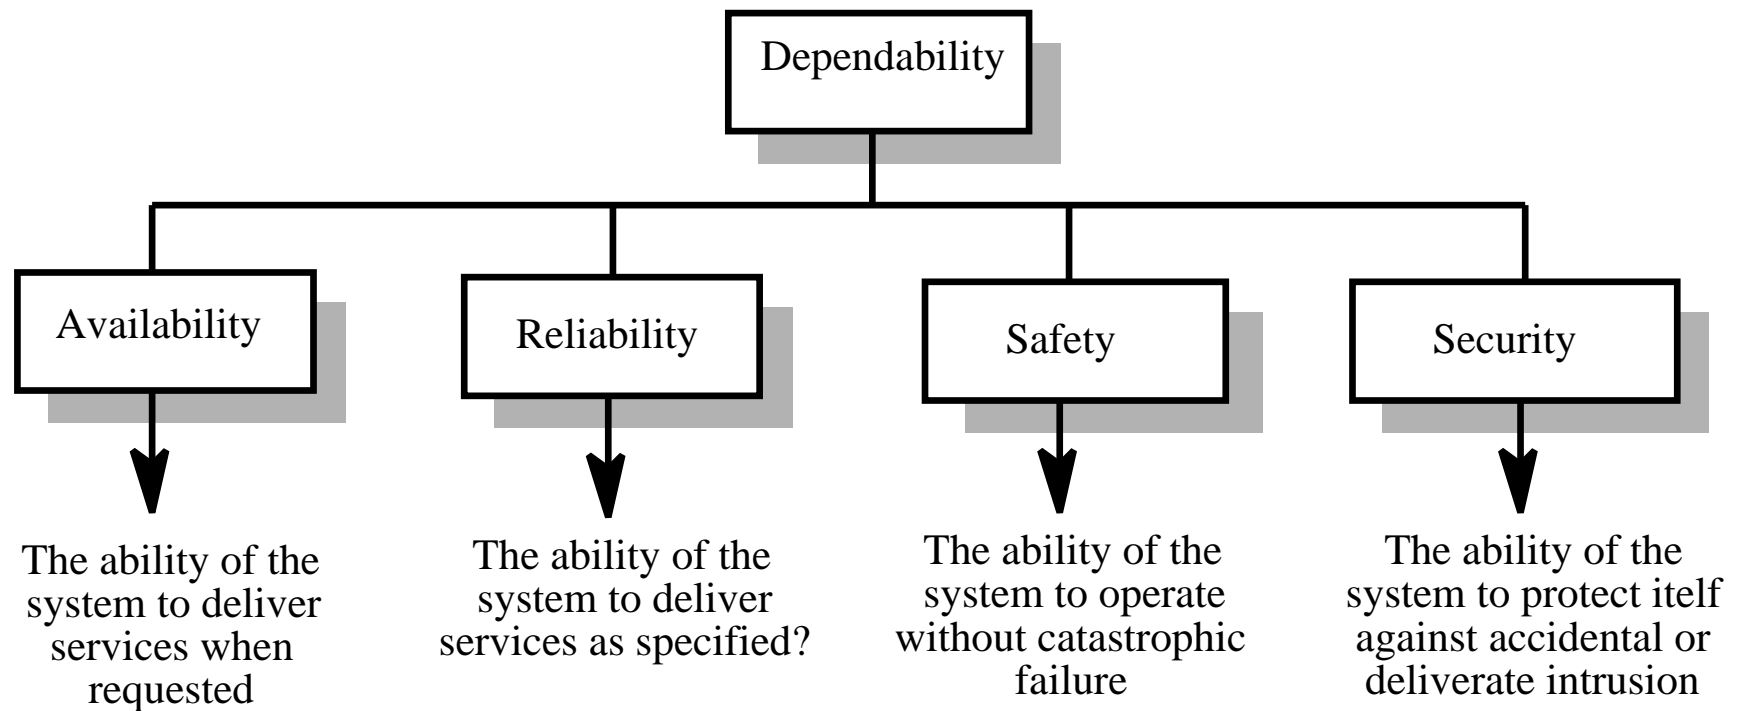 Dependability
Availability
Reliability
Safety
Security
The ability of the
system to deliver
services when
requested
The ability of the
system to deliver
services as specified?
The ability of the
system to operate
without catastrophic
failure
The ability of the
system to protect itelf
against accidental or
deliverate intrusion